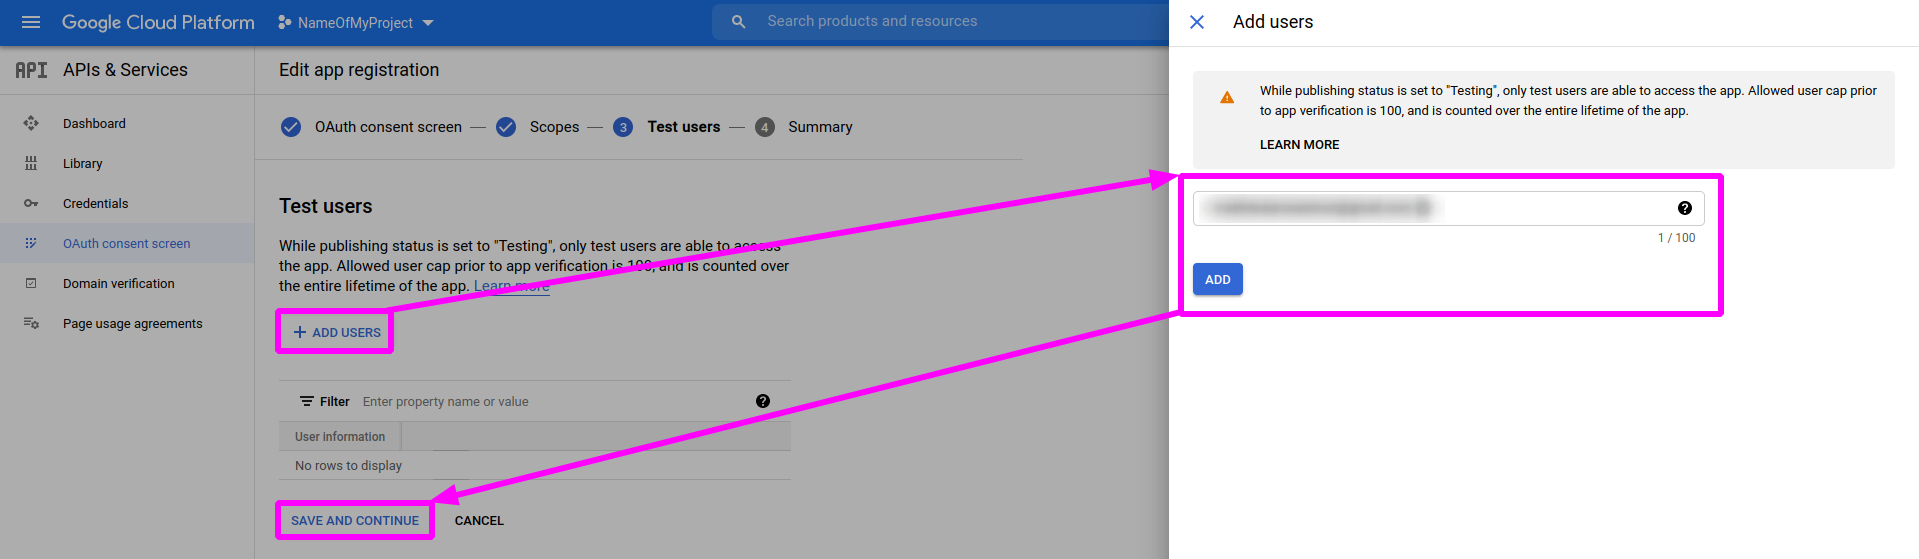 Google Cloud Platform
NameOfMyProject
Search products and resources
API
APIs & Services
Dashboard
Library
Credentials
OAuth consent screen
Domain verification
Page usage agreements
Edit app registration
OAuth consent screen
Scopes
3 Test users
4 Summary
Test users
While publishing status is set to "Testing", only test users are able to access
the app. Allowed user cap prior to app verification is 100, and is counted over
the entire lifetime of the app. Learn more
+ ADD USERS
Filter Enter property name or value ?
User information
No rows to display
SAVE AND CONTINUE CANCEL
Add users
While publishing status is set to "Testing", only test users are able to access the app. Allowed user cap prior
to app verification is 100, and is counted over the entire lifetime of the app.
LEARN MORE
?
1 / 100
ADD